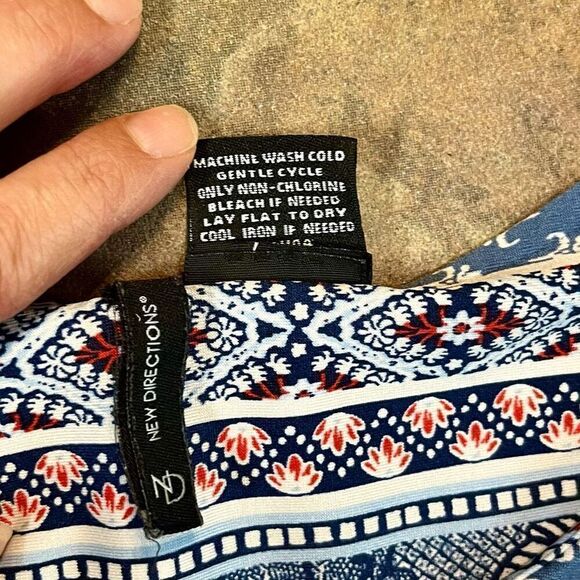 MACHINE WASH COLD
GENTLE CYCLE
ONLY NON-CHLORINE
BLEACH IF NEEDED
LAY FLAT TO DRY
COOL IRON IF NEEDED
NEW DIRECTIONS®